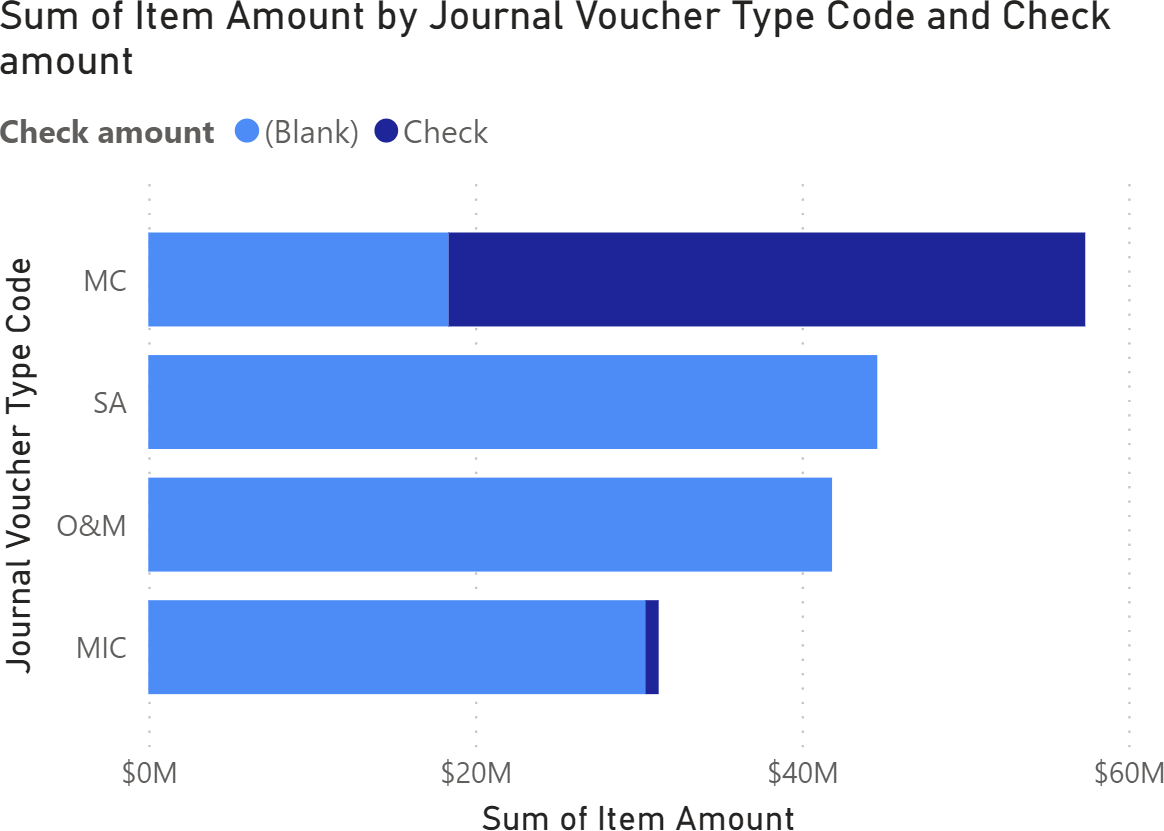 Sum of Item Amount by Journal Voucher Type Code and Check
amount
Check amount (Blank) Check
Journal Voucher Type Code
MC
SA
O&M
MIC
$0M $20M $40M $60M
Sum of Item Amount